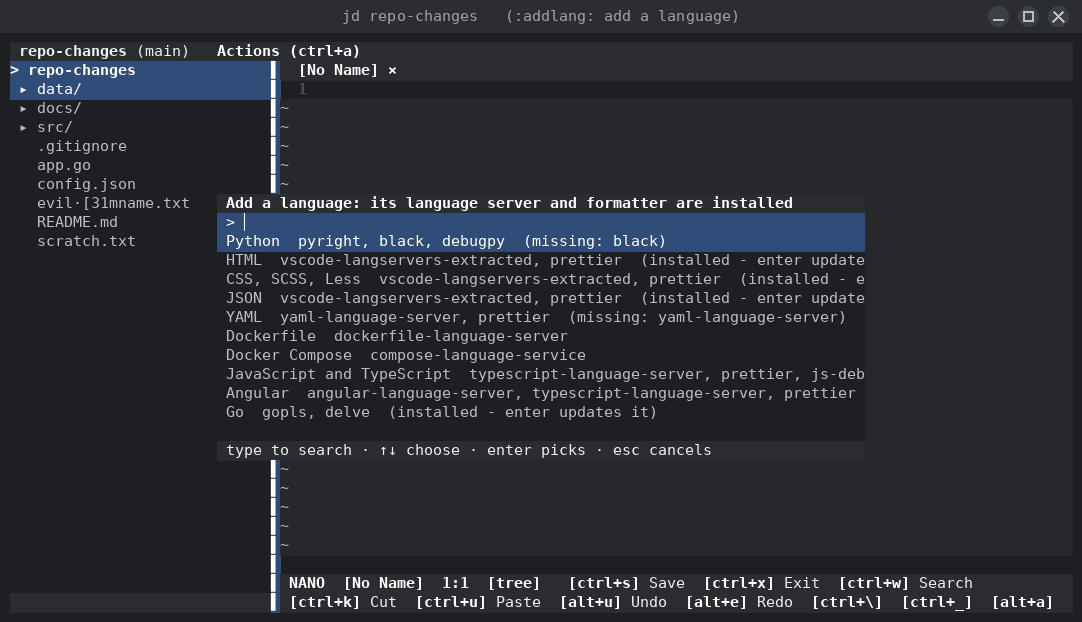 jd repo-changes   (:addlang: add a language)
repo-changes (main)   Actions (ctrl+a)
> repo-changes   [No Name] ×
▸ data/   1
▸ docs/   ~
▸ src/   ~
.gitignore   ~
app.go   ~
config.json   ~
evil·[31mname.txt   Add a language: its language server and formatter are installed
README.md   >
scratch.txt   Python  pyright, black, debugpy  (missing: black)
HTML  vscode-langservers-extracted, prettier  (installed - enter update
CSS, SCSS, Less  vscode-langservers-extracted, prettier  (installed - e
JSON  vscode-langservers-extracted, prettier  (installed - enter update
YAML  yaml-language-server, prettier  (missing: yaml-language-server)
Dockerfile  dockerfile-language-server
Docker Compose  compose-language-service
JavaScript and TypeScript  typescript-language-server, prettier, js-deb
Angular  angular-language-server, typescript-language-server, prettier
Go  gopls, delve  (installed - enter updates it)
type to search · ↑↓ choose · enter picks · esc cancels
~
~
~
~
~
NANO  [No Name]  1:1  [tree]   [ctrl+s] Save  [ctrl+x] Exit  [ctrl+w] Search
[ctrl+k] Cut  [ctrl+u] Paste  [alt+u] Undo  [alt+e] Redo  [ctrl+\]  [ctrl+_]  [alt+a]